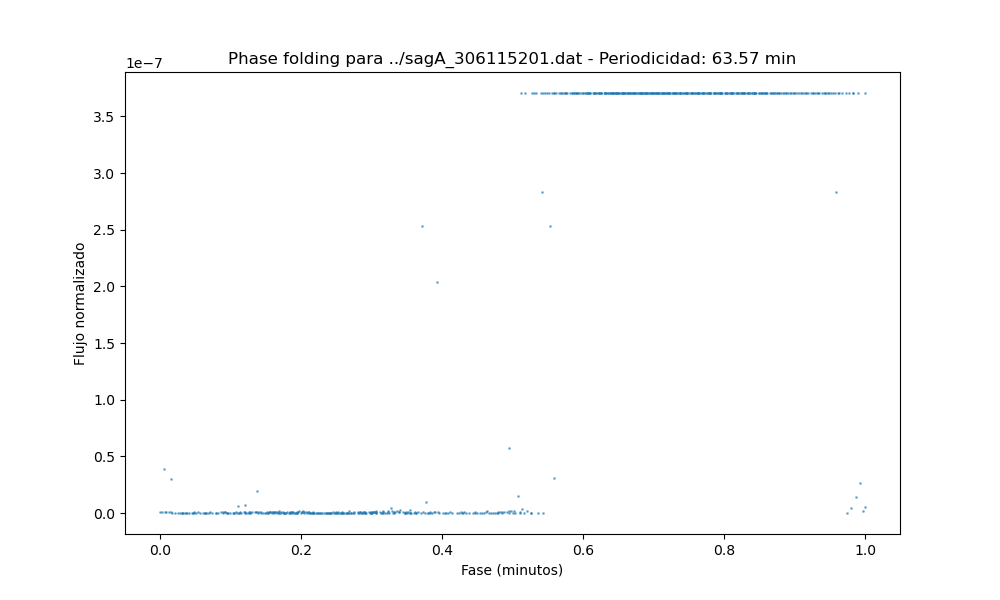 Phase folding para ../sagA_306115201.dat - Periodicidad: 63.57 min
1e−7
3.5
3.0
2.5
2.0
1.5
1.0
0.5
0.0
Flujo normalizado
0.0 0.2 0.4 0.6 0.8 1.0
Fase (minutos)